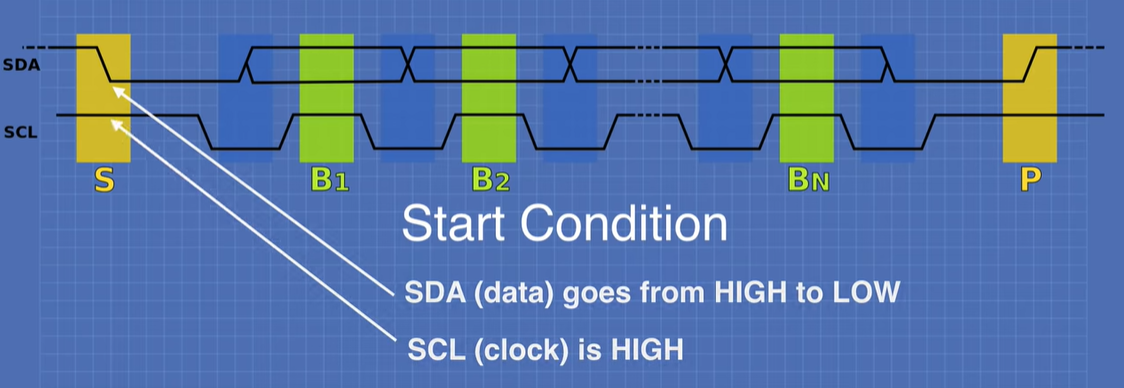 SDA
SCL
S B1 B2 BN P
Start Condition
SDA (data) goes from HIGH to LOW
SCL (clock) is HIGH